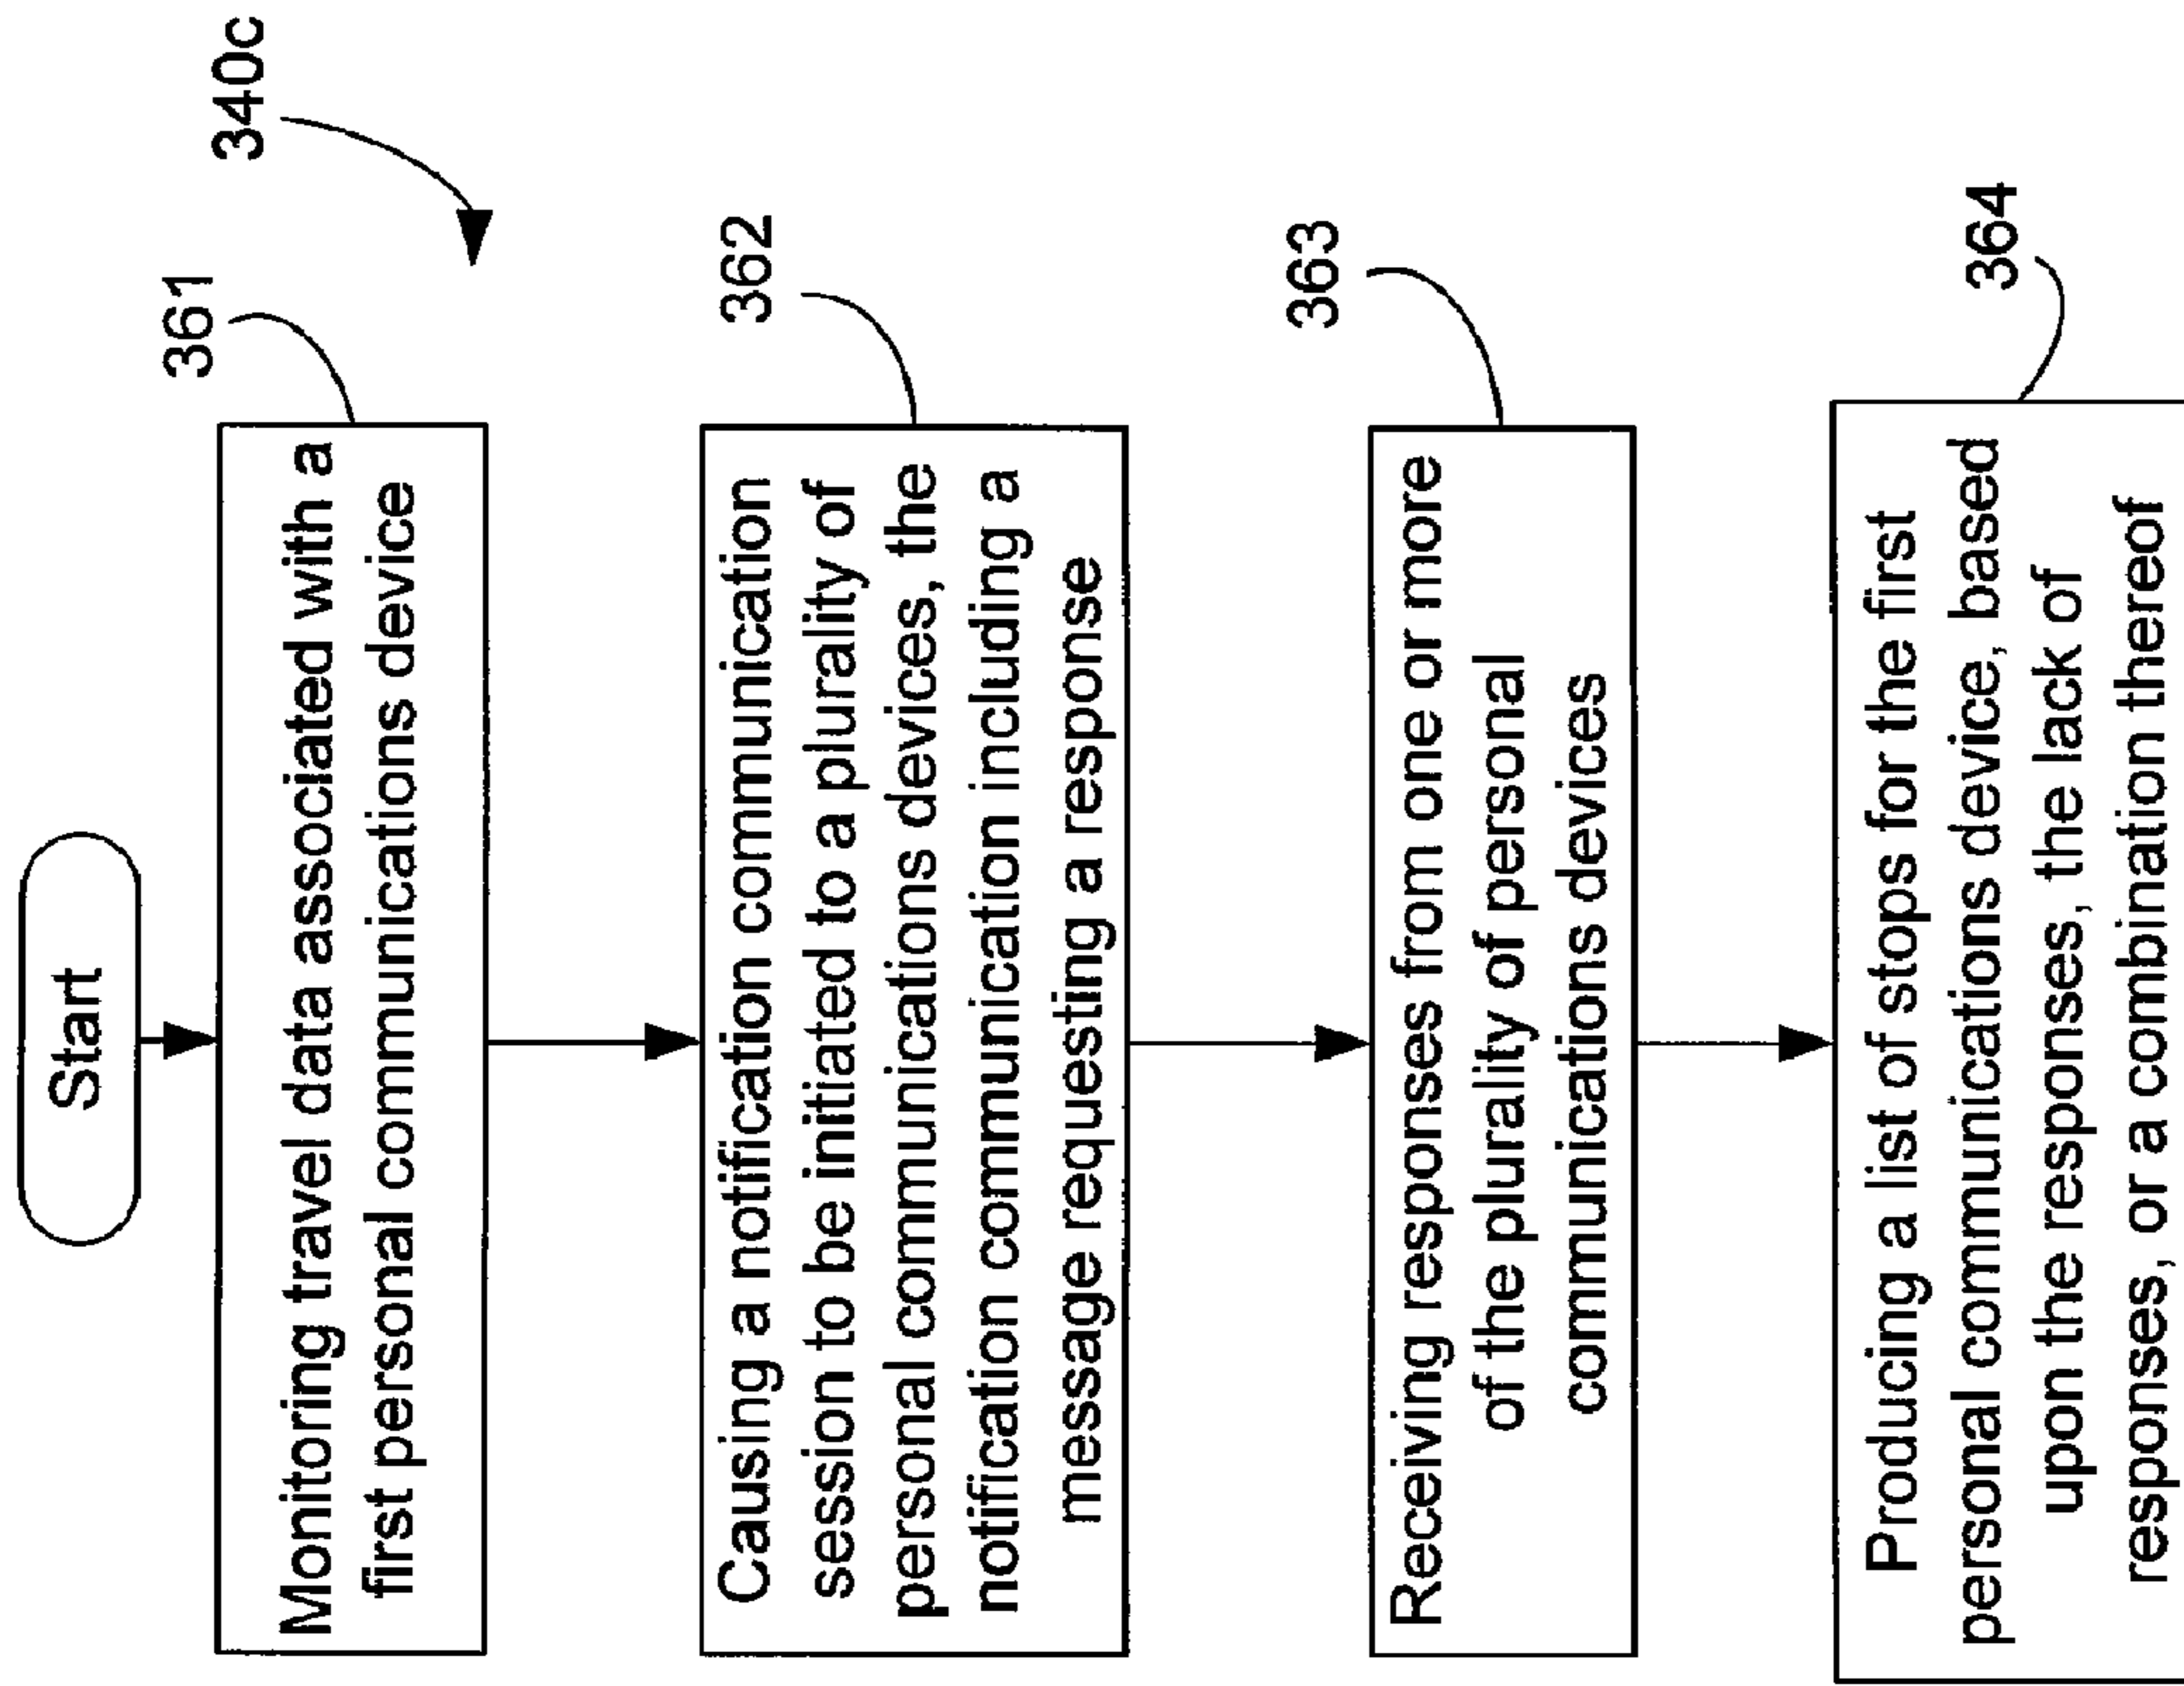 Start
340c
361
Monitoring travel data associated with a
first personal communications device
362
Causing a notification communication
session to be initiated to a plurality of
personal communications devices, the
notification communication including a
message requesting a response
363
Receiving responses from one or more
of the plurality of personal
communications devices
364
Producing a list of stops for the first
personal communications device, based
upon the responses, the lack of
responses, or a combination thereof